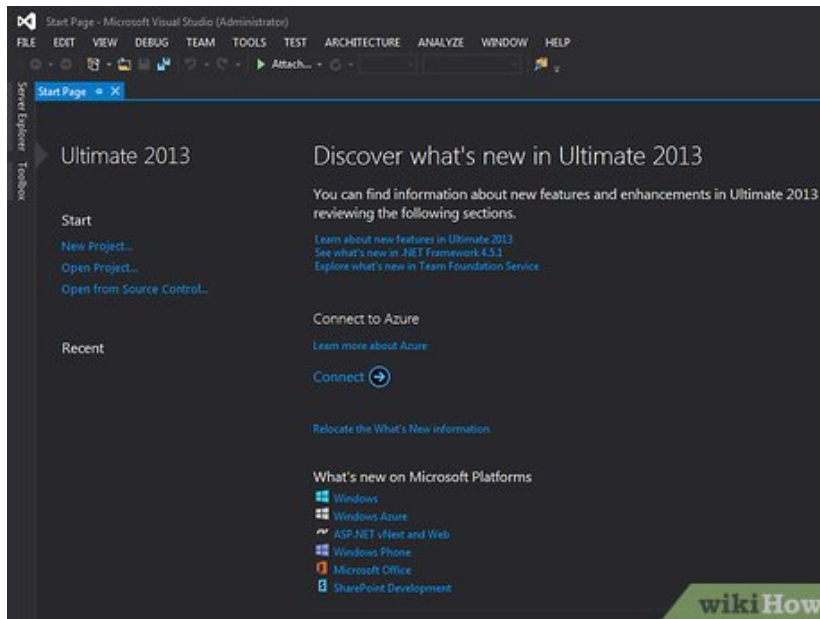 Start Page - Microsoft Visual Studio (Administrator)
FILE EDIT VIEW DEBUG TEAM TOOLS TEST ARCHITECTURE ANALYZE WINDOW HELP
Attach...
Start Page
Server Explorer
Toolbox
Ultimate 2013
Start
New Project...
Open Project...
Open from Source Control...
Recent
Discover what's new in Ultimate 2013
You can find information about new features and enhancements in Ultimate 2013
reviewing the following sections.
Learn about new features in Ultimate 2013
See what's new in .NET Framework 4.5.1
Explore what's new in Team Foundation Service
Connect to Azure
Learn more about Azure
Connect
Relocate the What's New information
What's new on Microsoft Platforms
Windows
Windows Azure
ASP.NET vNext and Web
Windows Phone
Microsoft Office
SharePoint Development
wikiHow